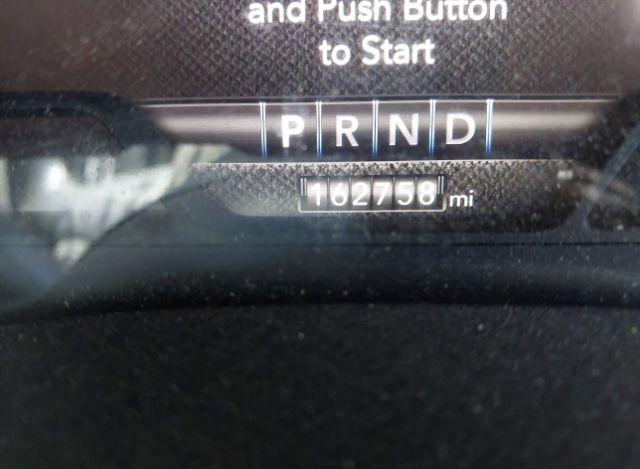 and Push Button
to Start
P R N D
162758 mi